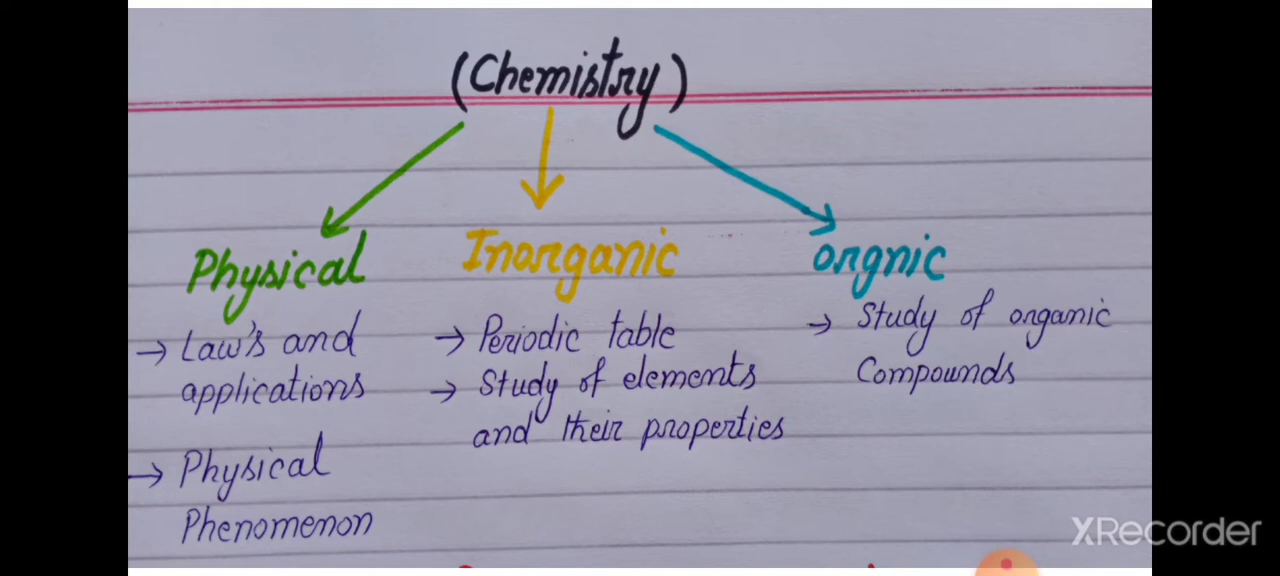 (Chemistry)
Physical
Inorganic
orgnic
→ Law's and
applications
→ Physical
Phenomenon
→ Periodic table
→ Study of elements
and their properties
→ Study of organic
Compounds
XRecorder